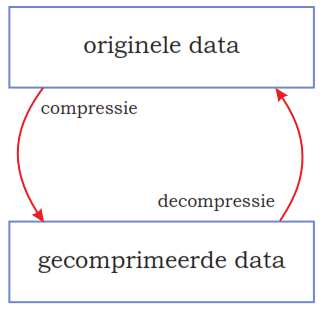 originele data
compressie
decompressie
gecomprimeerde data